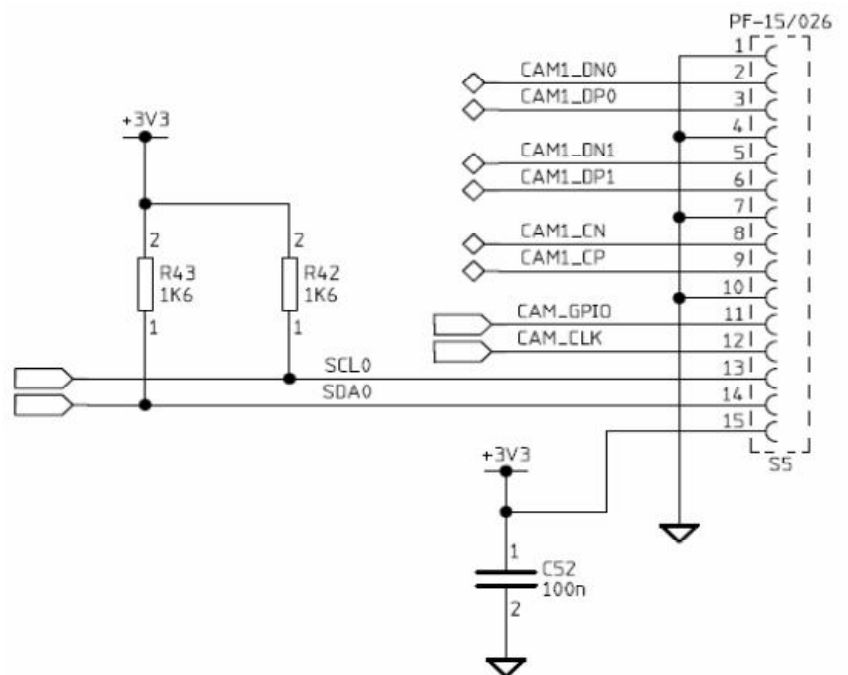 PF-15/026
1
CAM1_DN0 2
CAM1_DP0 3
4
CAM1_DN1 5
CAM1_DP1 6
7
CAM1_CN 8
CAM1_CP 9
10
CAM_GPIO 11
CAM_CLK 12
SCL0 13
SDA0 14
15
S5
+3V3
2
R43
1K6
1
2
R42
1K6
1
+3V3
1
C52
100n
2